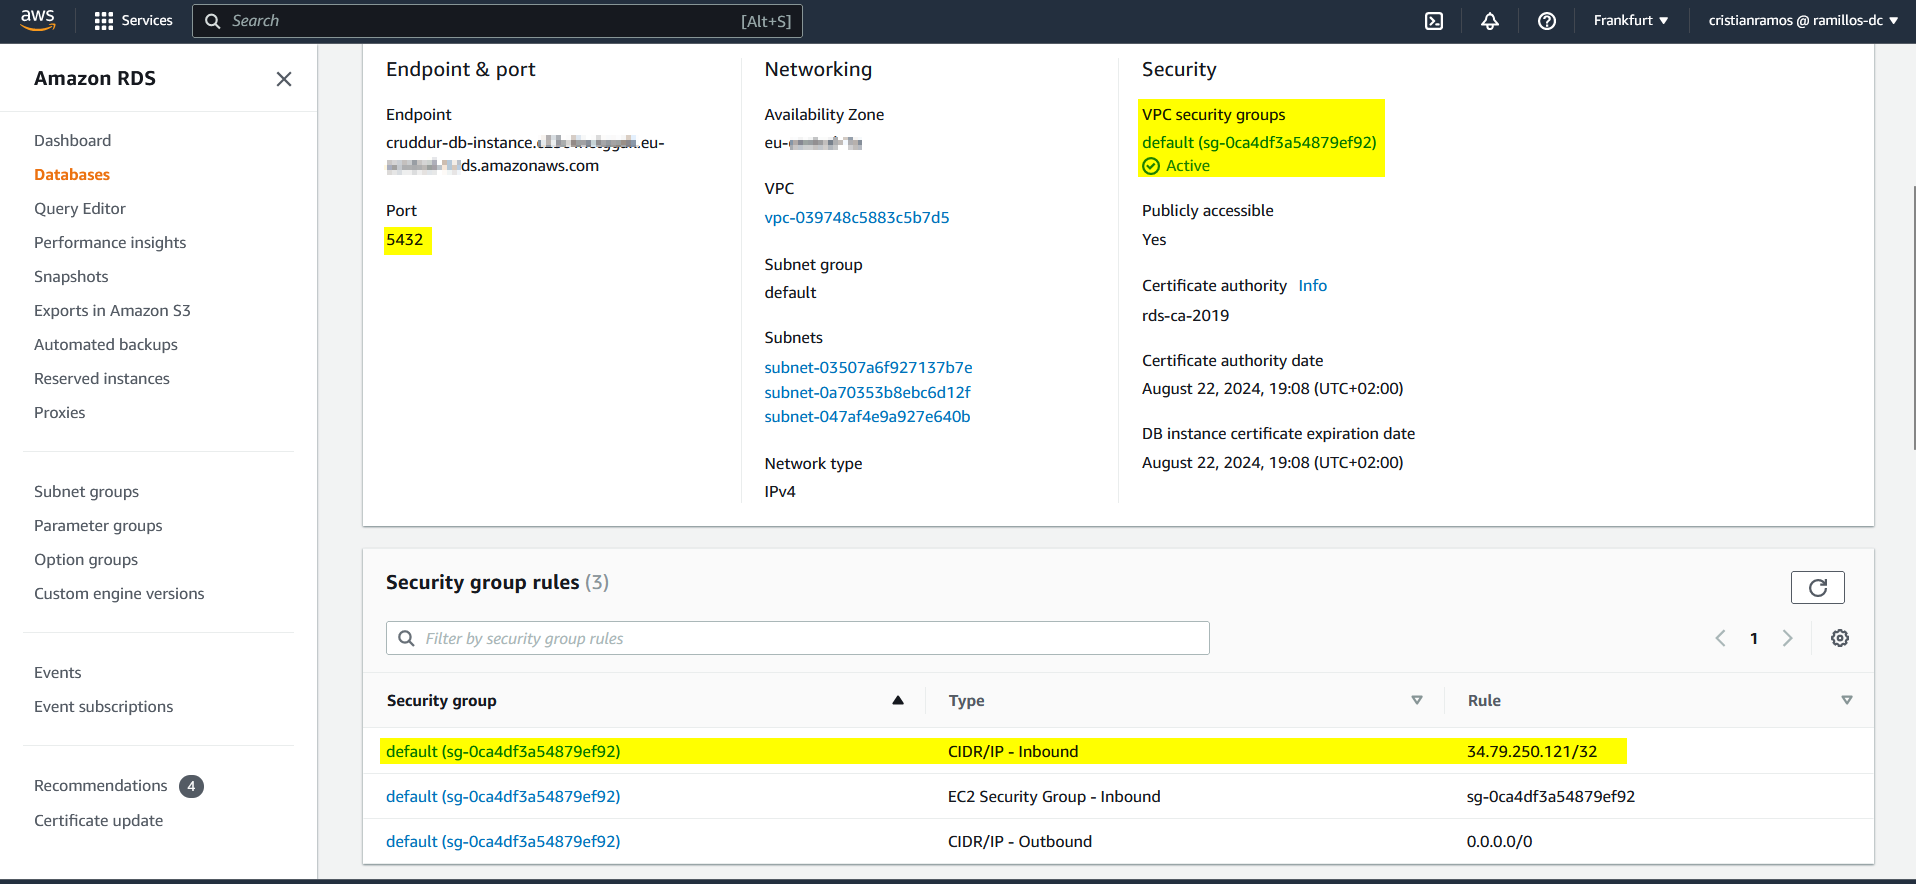 aws
Services
Search
[Alt+S]
Frankfurt
cristianramos @ ramillos-dc
Amazon RDS
Dashboard
Databases
Query Editor
Performance insights
Snapshots
Exports in Amazon S3
Automated backups
Reserved instances
Proxies
Subnet groups
Parameter groups
Option groups
Custom engine versions
Events
Event subscriptions
Recommendations 4
Certificate update
Endpoint & port
Endpoint
cruddur-db-instance. .eu-
ds.amazonaws.com
Port
5432
Networking
Availability Zone
eu-
VPC
vpc-039748c5883c5b7d5
Subnet group
default
Subnets
subnet-03507a6f927137b7e
subnet-0a70353b8ebc6d12f
subnet-047af4e9a927e640b
Network type
IPv4
Security
VPC security groups
default (sg-0ca4df3a54879ef92)
Active
Publicly accessible
Yes
Certificate authority Info
rds-ca-2019
Certificate authority date
August 22, 2024, 19:08 (UTC+02:00)
DB instance certificate expiration date
August 22, 2024, 19:08 (UTC+02:00)
Security group rules (3)
Filter by security group rules
1
Security group Type Rule
default (sg-0ca4df3a54879ef92) CIDR/IP - Inbound 34.79.250.121/32
default (sg-0ca4df3a54879ef92) EC2 Security Group - Inbound sg-0ca4df3a54879ef92
default (sg-0ca4df3a54879ef92) CIDR/IP - Outbound 0.0.0.0/0